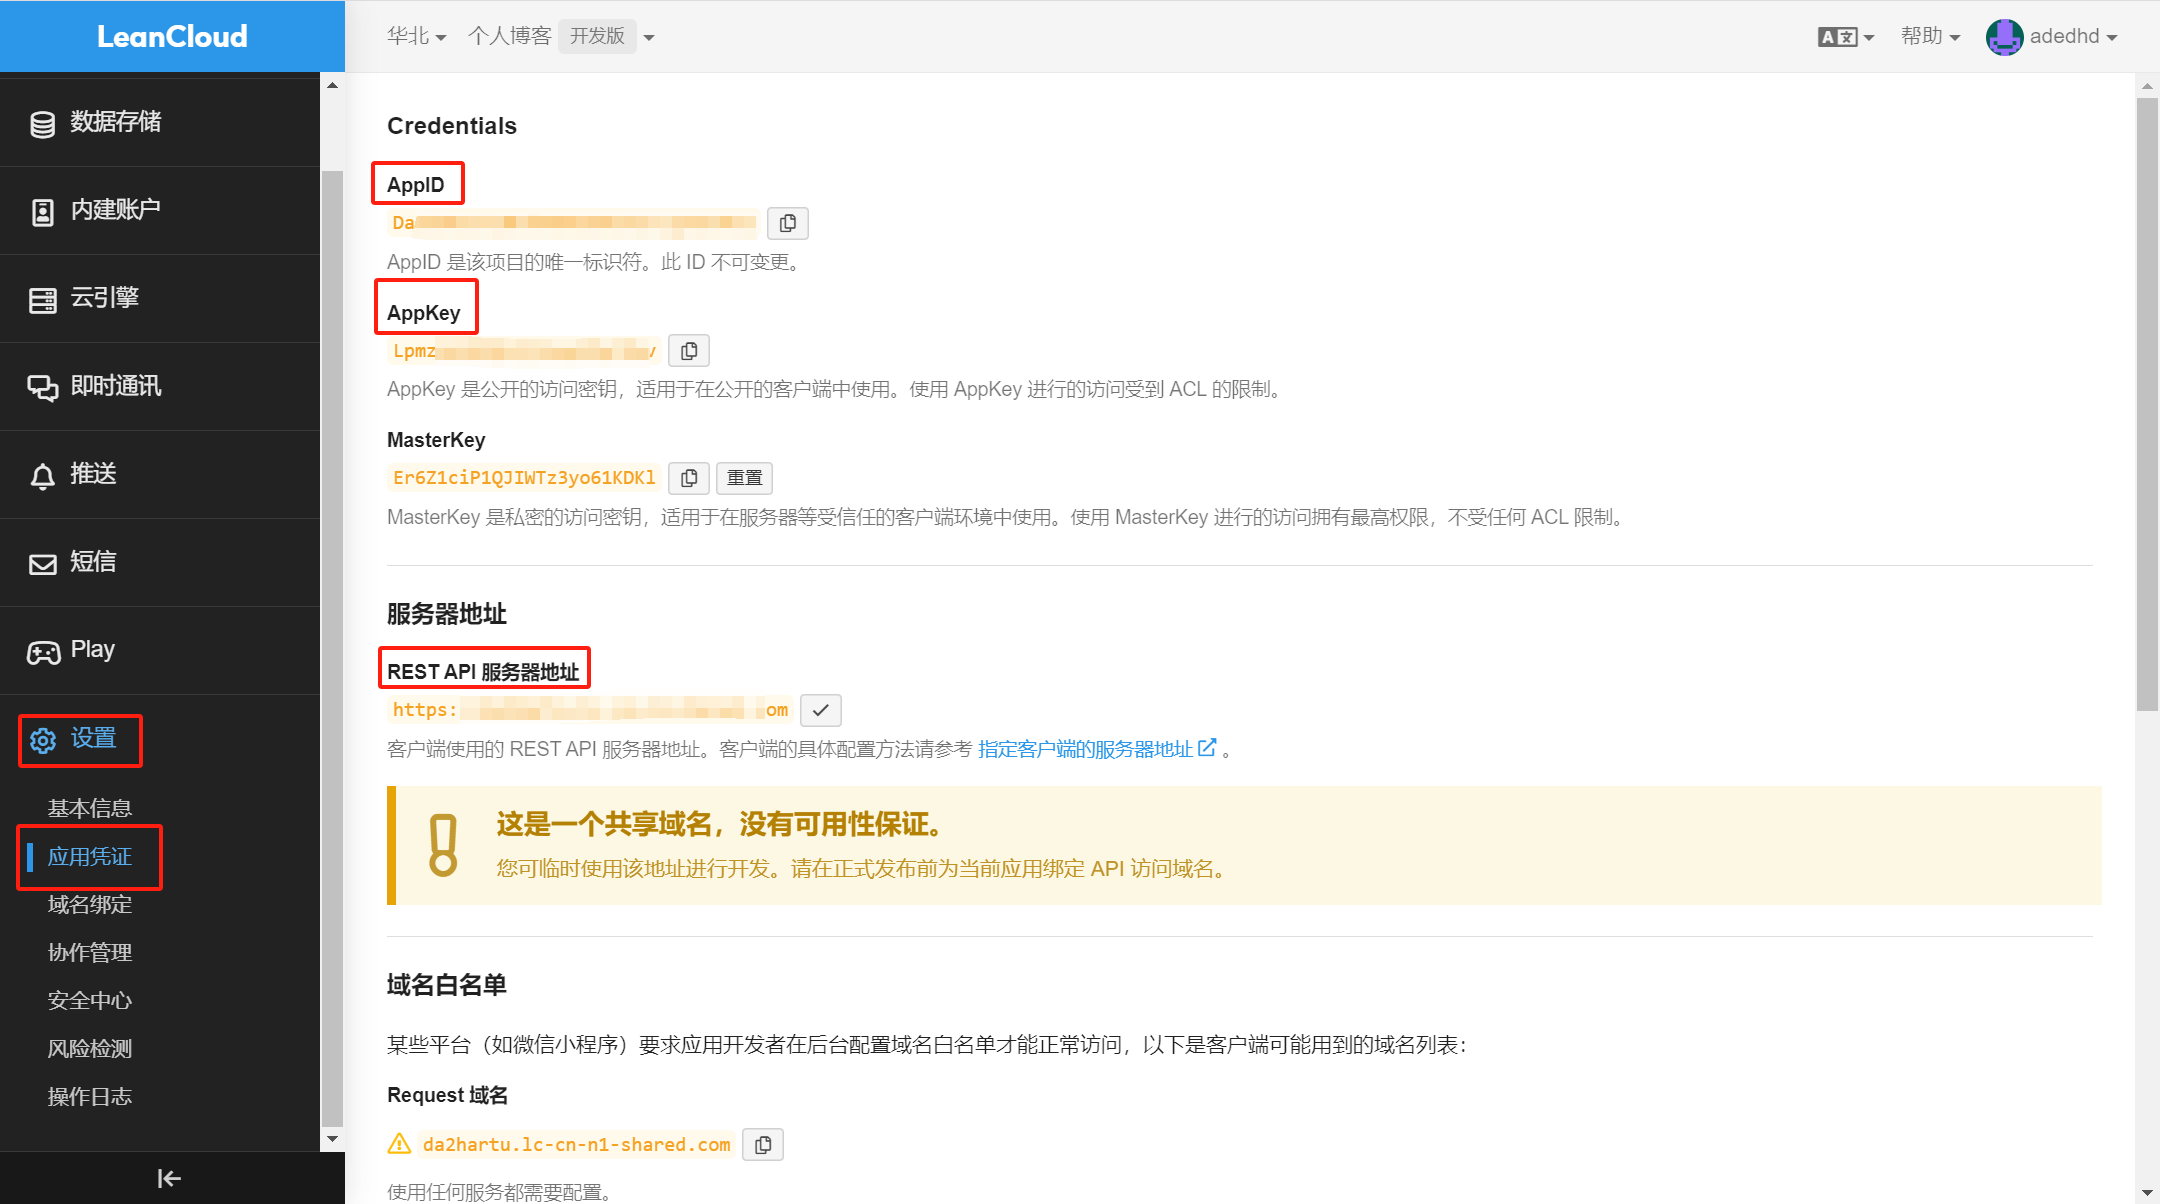 LeanCloud
华北 个人博客 开发版
帮助 adedhd
数据存储
内建账户
云引擎
即时通讯
推送
短信
Play
设置
基本信息
应用凭证
域名绑定
协作管理
安全中心
风险检测
操作日志
Credentials
AppID
Da
AppID 是该项目的唯一标识符。此 ID 不可变更。
AppKey
Lpmz
AppKey 是公开的访问密钥，适用于在公开的客户端中使用。使用 AppKey 进行的访问受到 ACL 的限制。
MasterKey
Er6Z1ciP1QJIWTz3yo61KDKl 重置
MasterKey 是私密的访问密钥，适用于在服务器等受信任的客户端环境中使用。使用 MasterKey 进行的访问拥有最高权限，不受任何 ACL 限制。
服务器地址
REST API 服务器地址
https: om
客户端使用的 REST API 服务器地址。客户端的具体配置方法请参考 指定客户端的服务器地址 。
这是一个共享域名，没有可用性保证。
您可临时使用该地址进行开发。请在正式发布前为当前应用绑定 API 访问域名。
域名白名单
某些平台（如微信小程序）要求应用开发者在后台配置域名白名单才能正常访问，以下是客户端可能用到的域名列表：
Request 域名
da2hartu.lc-cn-n1-shared.com
使用任何服务都需要配置。